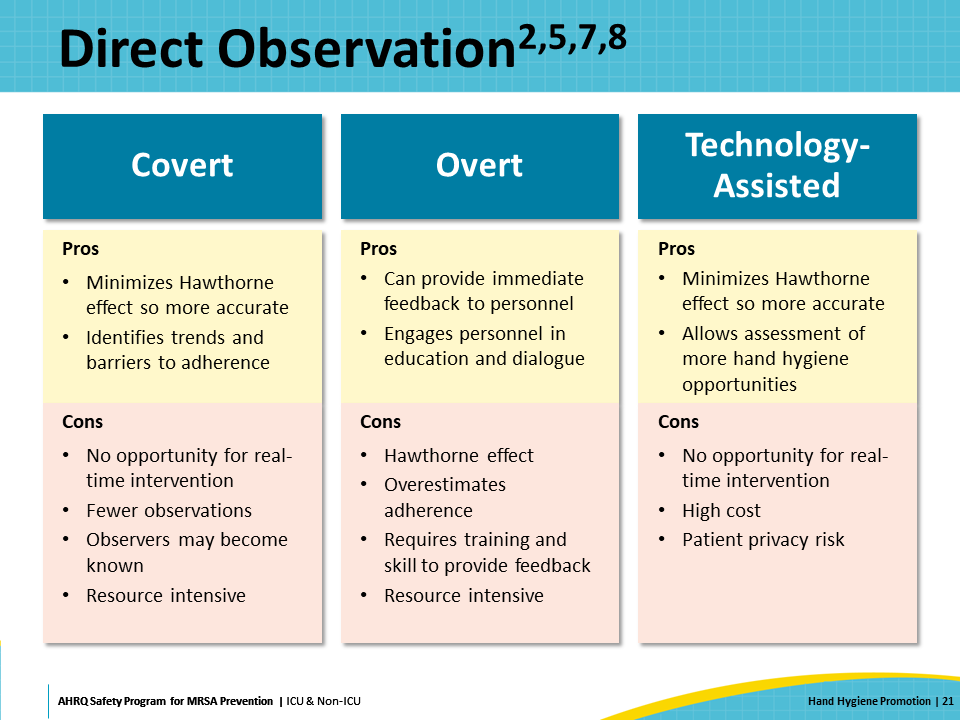 Direct Observation2,5,7,8
Covert
Pros
• Minimizes Hawthorne
effect so more accurate
• Identifies trends and
barriers to adherence
Cons
• No opportunity for real-
time intervention
• Fewer observations
• Observers may become
known
• Resource intensive
Overt
Pros
• Can provide immediate
feedback to personnel
• Engages personnel in
education and dialogue
Cons
• Hawthorne effect
• Overestimates
adherence
• Requires training and
skill to provide feedback
• Resource intensive
Technology-
Assisted
Pros
• Minimizes Hawthorne
effect so more accurate
• Allows assessment of
more hand hygiene
opportunities
Cons
• No opportunity for real-
time intervention
• High cost
• Patient privacy risk
AHRQ Safety Program for MRSA Prevention | ICU & Non-ICU
Hand Hygiene Promotion | 21